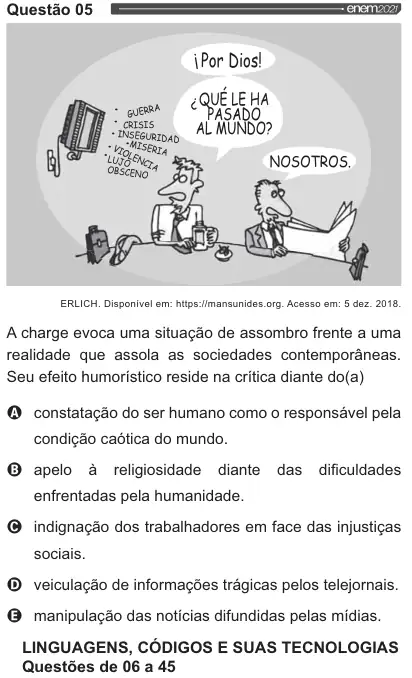 Questão 05
enem2021
¡Por Dios!
¿QUÉ LE HA
PASADO
AL MUNDO?
NOSOTROS.
• GUERRA
• CRISIS
• INSEGURIDAD
• MISERIA
• VIOLENCIA
• LUJO
OBSCENO
ERLICH. Disponível em: https://mansunides.org. Acesso em: 5 dez. 2018.
A charge evoca uma situação de assombro frente a uma
realidade que assola as sociedades contemporâneas.
Seu efeito humorístico reside na crítica diante do(a)
A constatação do ser humano como o responsável pela
condição caótica do mundo.
B apelo à religiosidade diante das dificuldades
enfrentadas pela humanidade.
C indignação dos trabalhadores em face das injustiças
sociais.
D veiculação de informações trágicas pelos telejornais.
E manipulação das notícias difundidas pelas mídias.
LINGUAGENS, CÓDIGOS E SUAS TECNOLOGIAS
Questões de 06 a 45